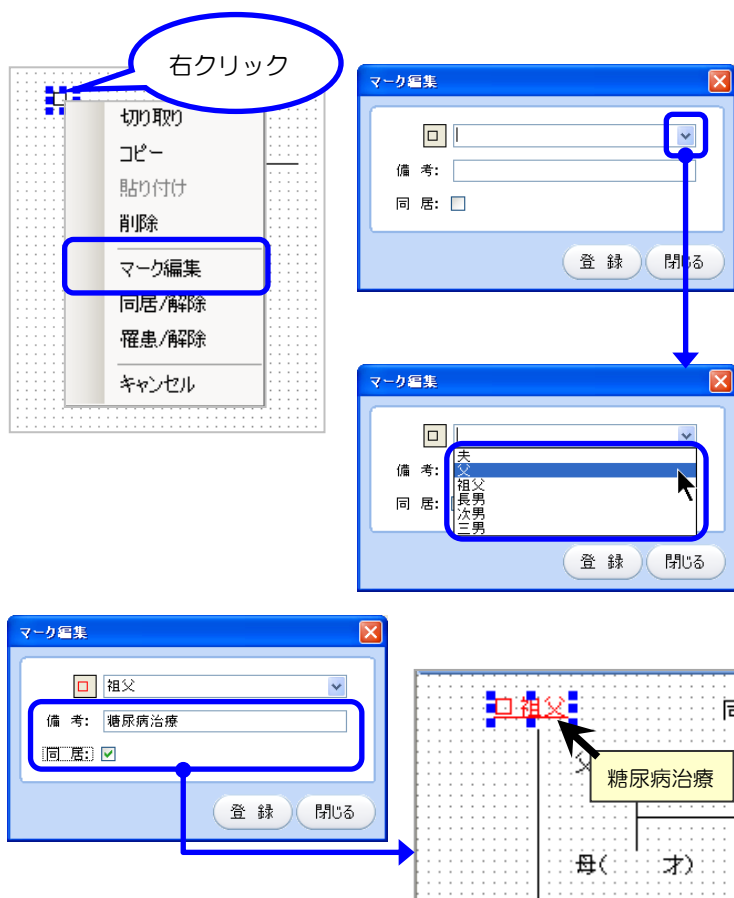 右クリック
切り取り
コピー
貼り付け
削除
マーク編集
同居/解除
罹患/解除
キャンセル
マーク編集
備 考:
同 居:
登 録 閉じる
マーク編集
夫
父
備 考:
祖父
長男
同 居:
次男
三男
登 録 閉じる
マーク編集
祖父
備 考: 糖尿病治療
同 居:
登 録 閉じる
祖父
同
父
糖尿病治療
母( 才)